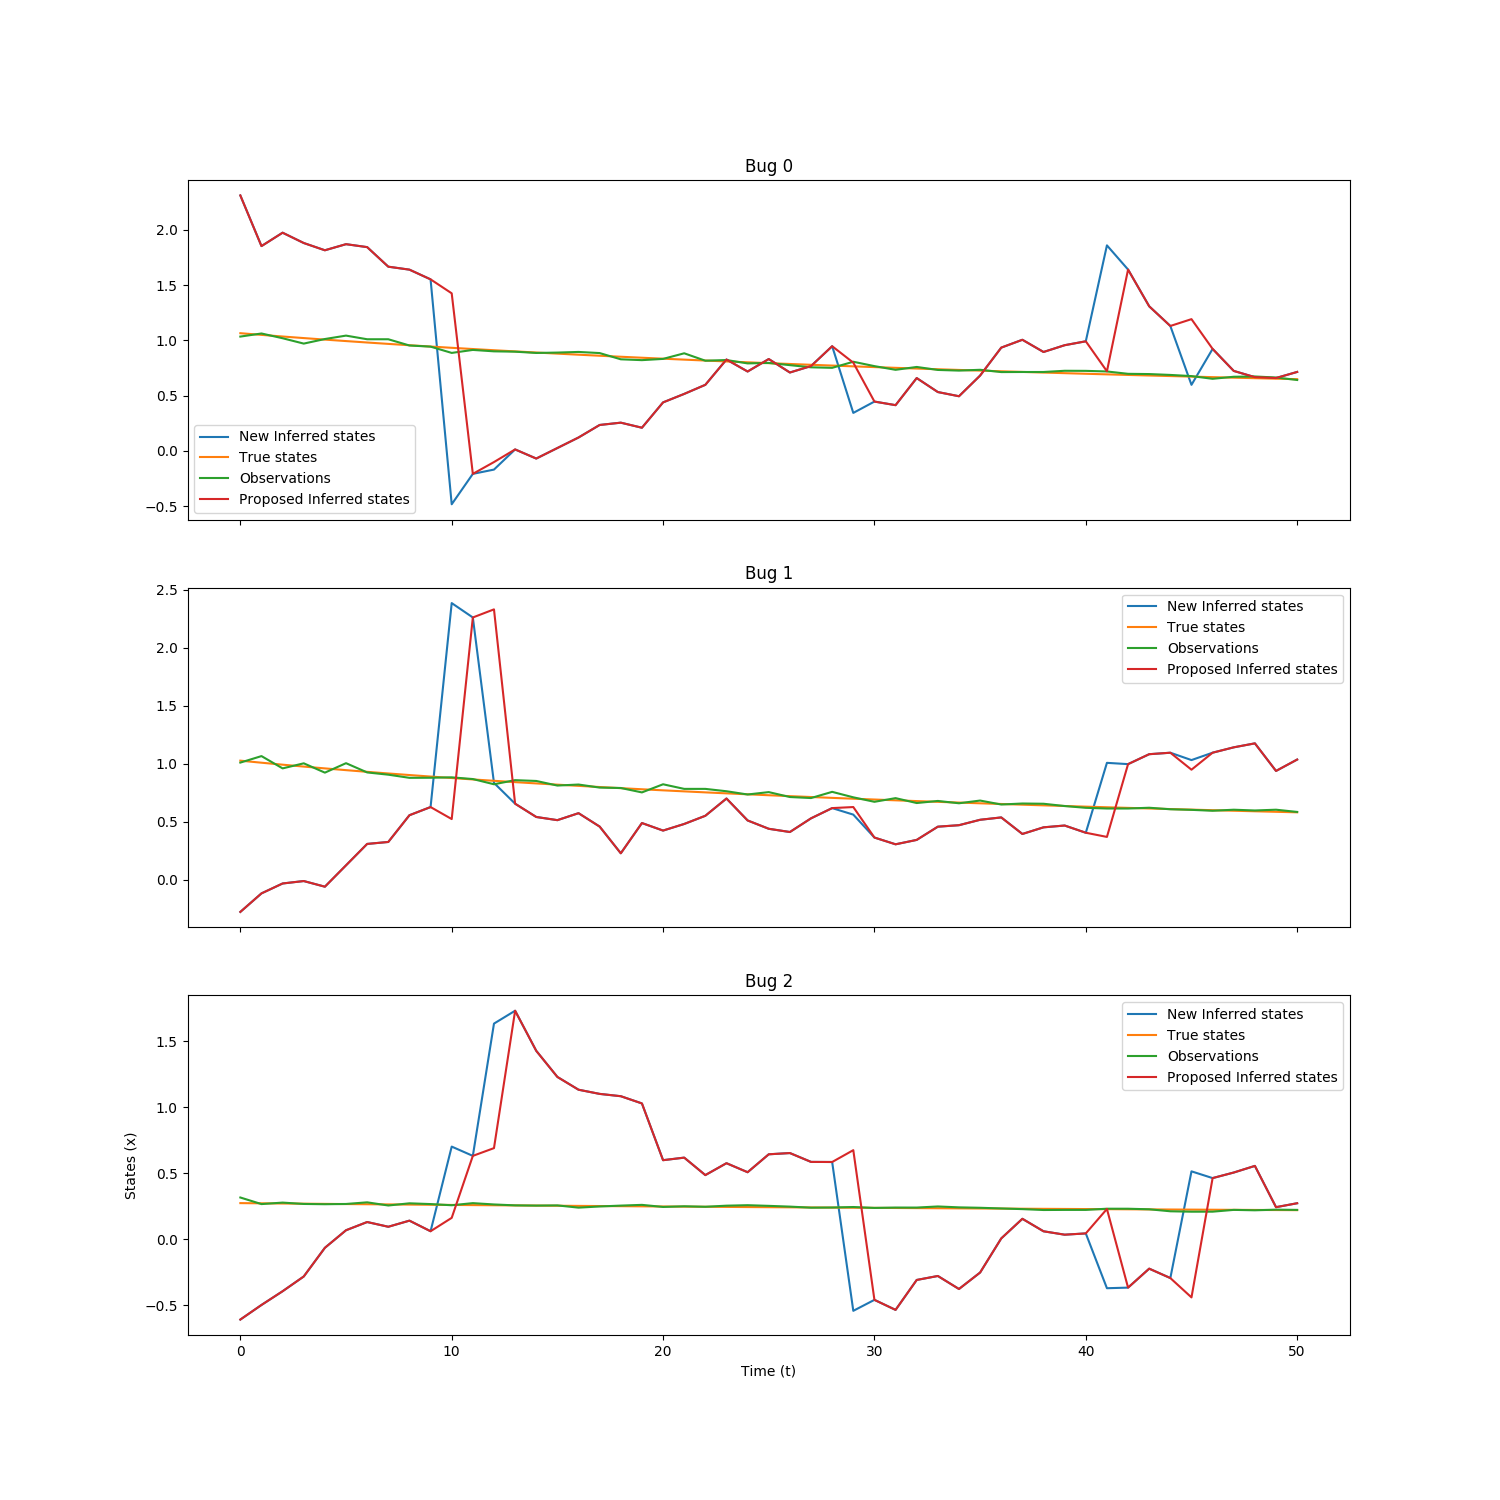 Bug 0
2.0
1.5
1.0
0.5
0.0
−0.5
New Inferred states
True states
Observations
Proposed Inferred states
Bug 1
2.5
2.0
1.5
1.0
0.5
0.0
New Inferred states
True states
Observations
Proposed Inferred states
Bug 2
1.5
1.0
0.5
0.0
−0.5
States (x)
New Inferred states
True states
Observations
Proposed Inferred states
0 10 20 30 40 50
Time (t)